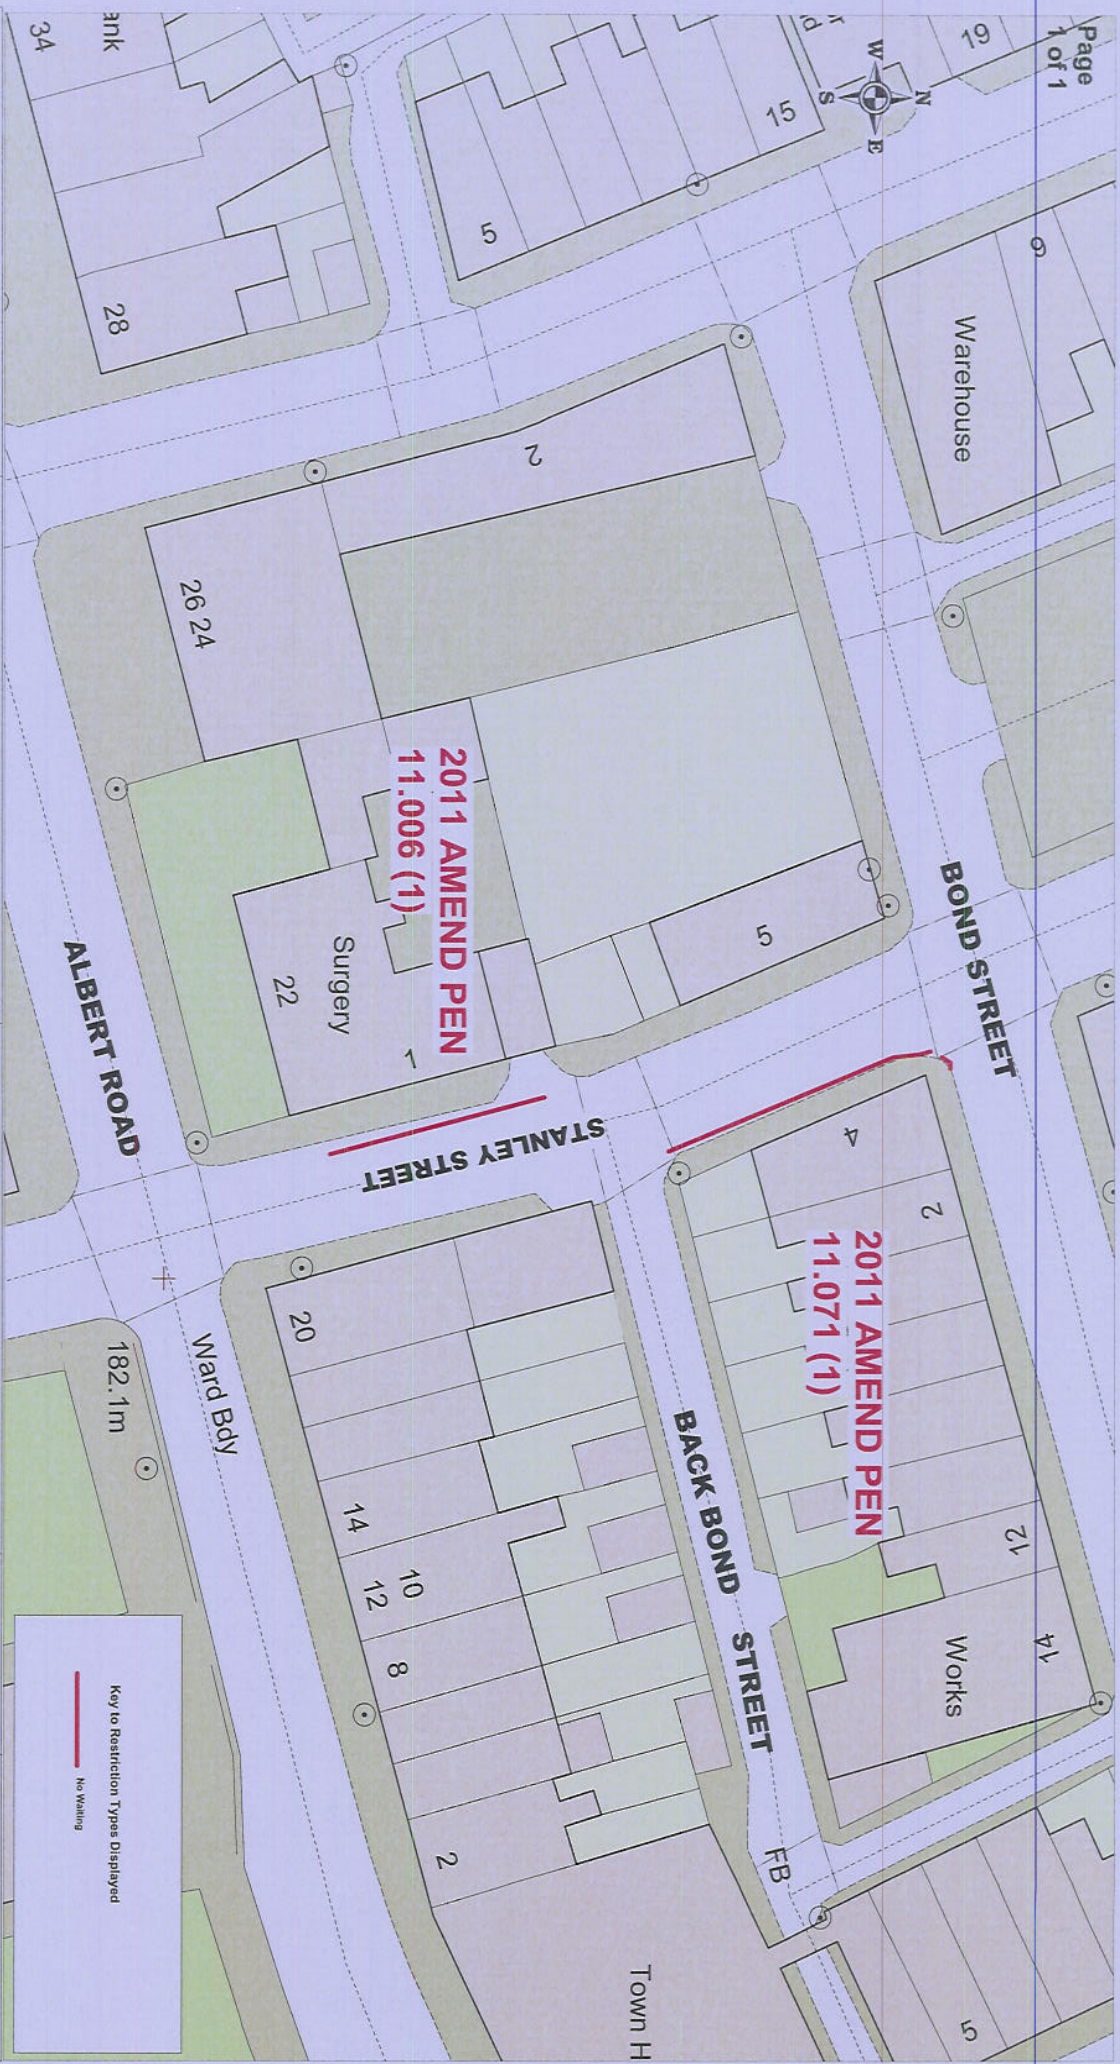 Page
1 of 1
N
W
E
S
19
15
5
34
ank
28
9
Warehouse
2
26 24
2011 AMEND PEN
11.006 (1)
Surgery
22
1
5
BOND STREET
ALBERT ROAD
STANLEY STREET
4
2
2011 AMEND PEN
11.071 (1)
BACK BOND STREET
12
14
Works
20
14
10
12
8
2
Ward Bdy
182.1m
FB
Town H
5
Key to Restriction Types Displayed
No Waiting